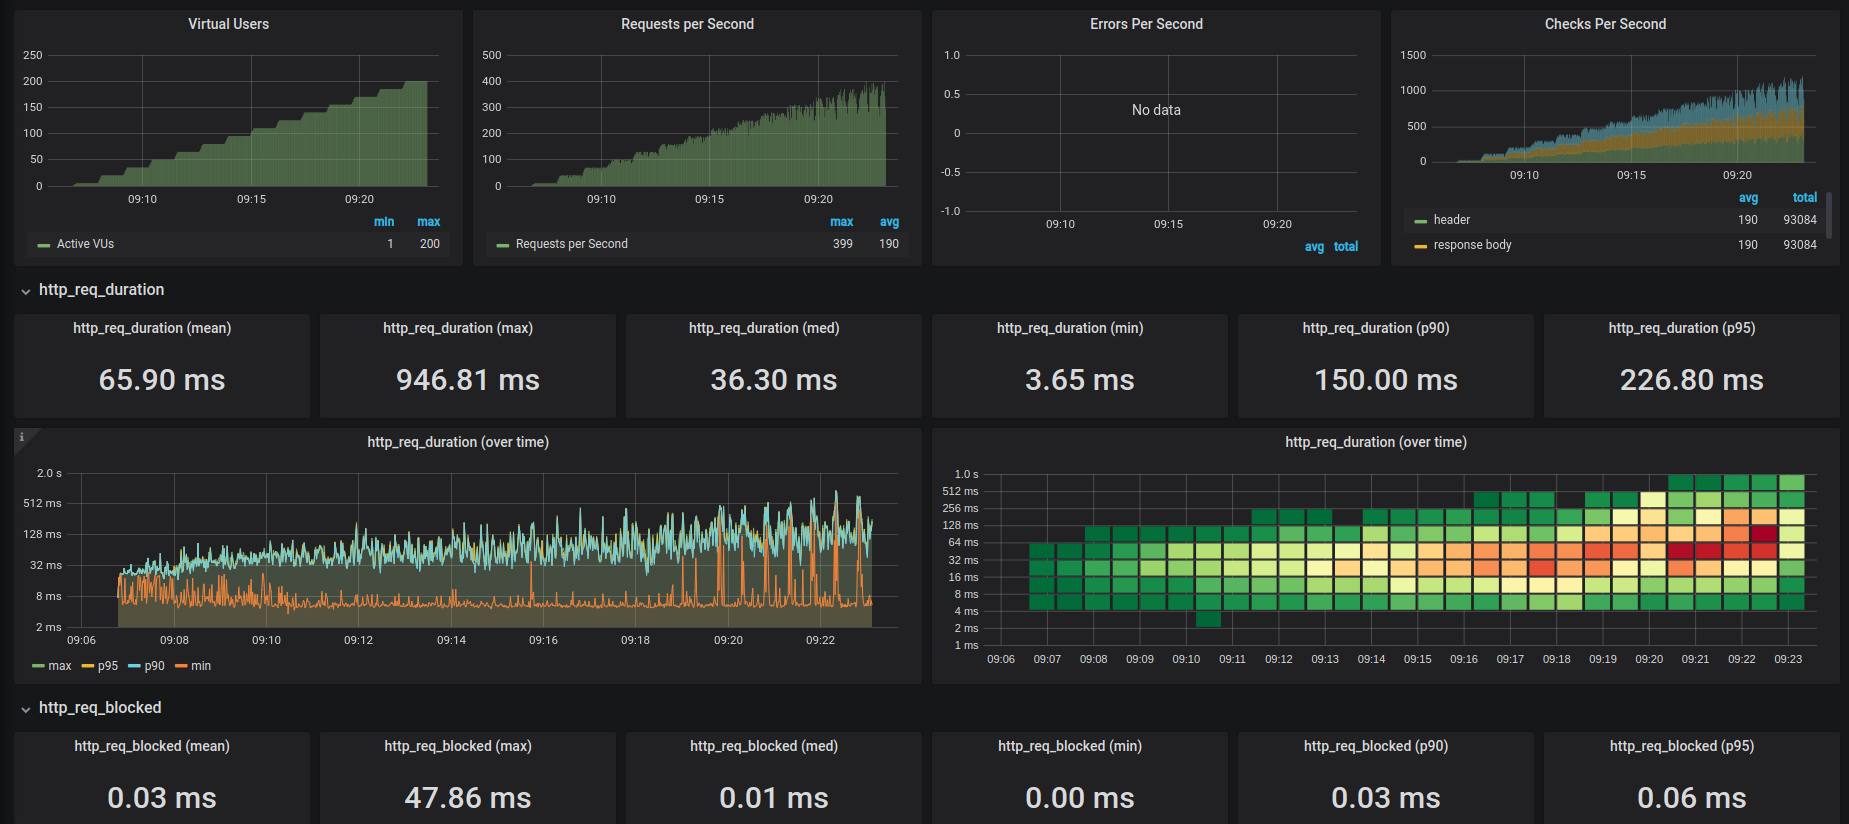 Virtual Users
250
200
150
100
50
0
09:10 09:15 09:20
min max
Active VUs 1 200
Requests per Second
500
400
300
200
100
0
09:10 09:15 09:20
max avg
Requests per Second 399 190
Errors Per Second
1.0
0.5
0
-0.5
-1.0
No data
09:10 09:15 09:20
avg total
Checks Per Second
1500
1000
500
0
09:10 09:15 09:20
avg total
header 190 93084
response body 190 93084
http_req_duration
http_req_duration (mean)
65.90 ms
http_req_duration (max)
946.81 ms
http_req_duration (med)
36.30 ms
http_req_duration (min)
3.65 ms
http_req_duration (p90)
150.00 ms
http_req_duration (p95)
226.80 ms
i
http_req_duration (over time)
2.0 s
512 ms
128 ms
32 ms
8 ms
2 ms
09:06 09:08 09:10 09:12 09:14 09:16 09:18 09:20 09:22
max p95 p90 min
http_req_duration (over time)
1.0 s
512 ms
256 ms
128 ms
64 ms
32 ms
16 ms
8 ms
4 ms
2 ms
1 ms
09:06 09:07 09:08 09:09 09:10 09:11 09:12 09:13 09:14 09:15 09:16 09:17 09:18 09:19 09:20 09:21 09:22 09:23
http_req_blocked
http_req_blocked (mean)
0.03 ms
http_req_blocked (max)
47.86 ms
http_req_blocked (med)
0.01 ms
http_req_blocked (min)
0.00 ms
http_req_blocked (p90)
0.03 ms
http_req_blocked (p95)
0.06 ms